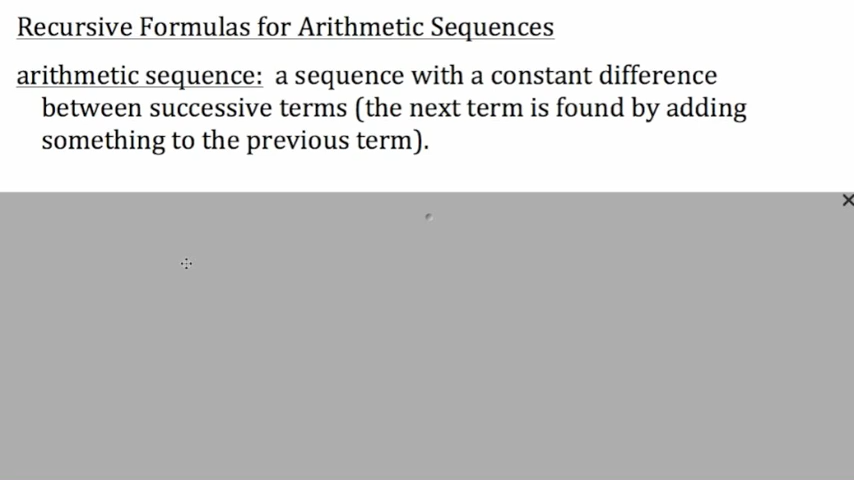 Recursive Formulas for Arithmetic Sequences
arithmetic sequence:  a sequence with a constant difference
between successive terms (the next term is found by adding
something to the previous term).